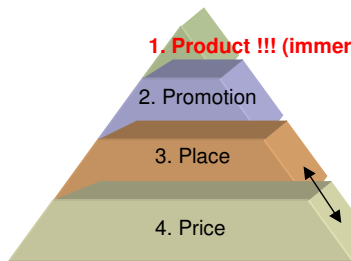 1. Product !!! (immer
2. Promotion
3. Place
4. Price